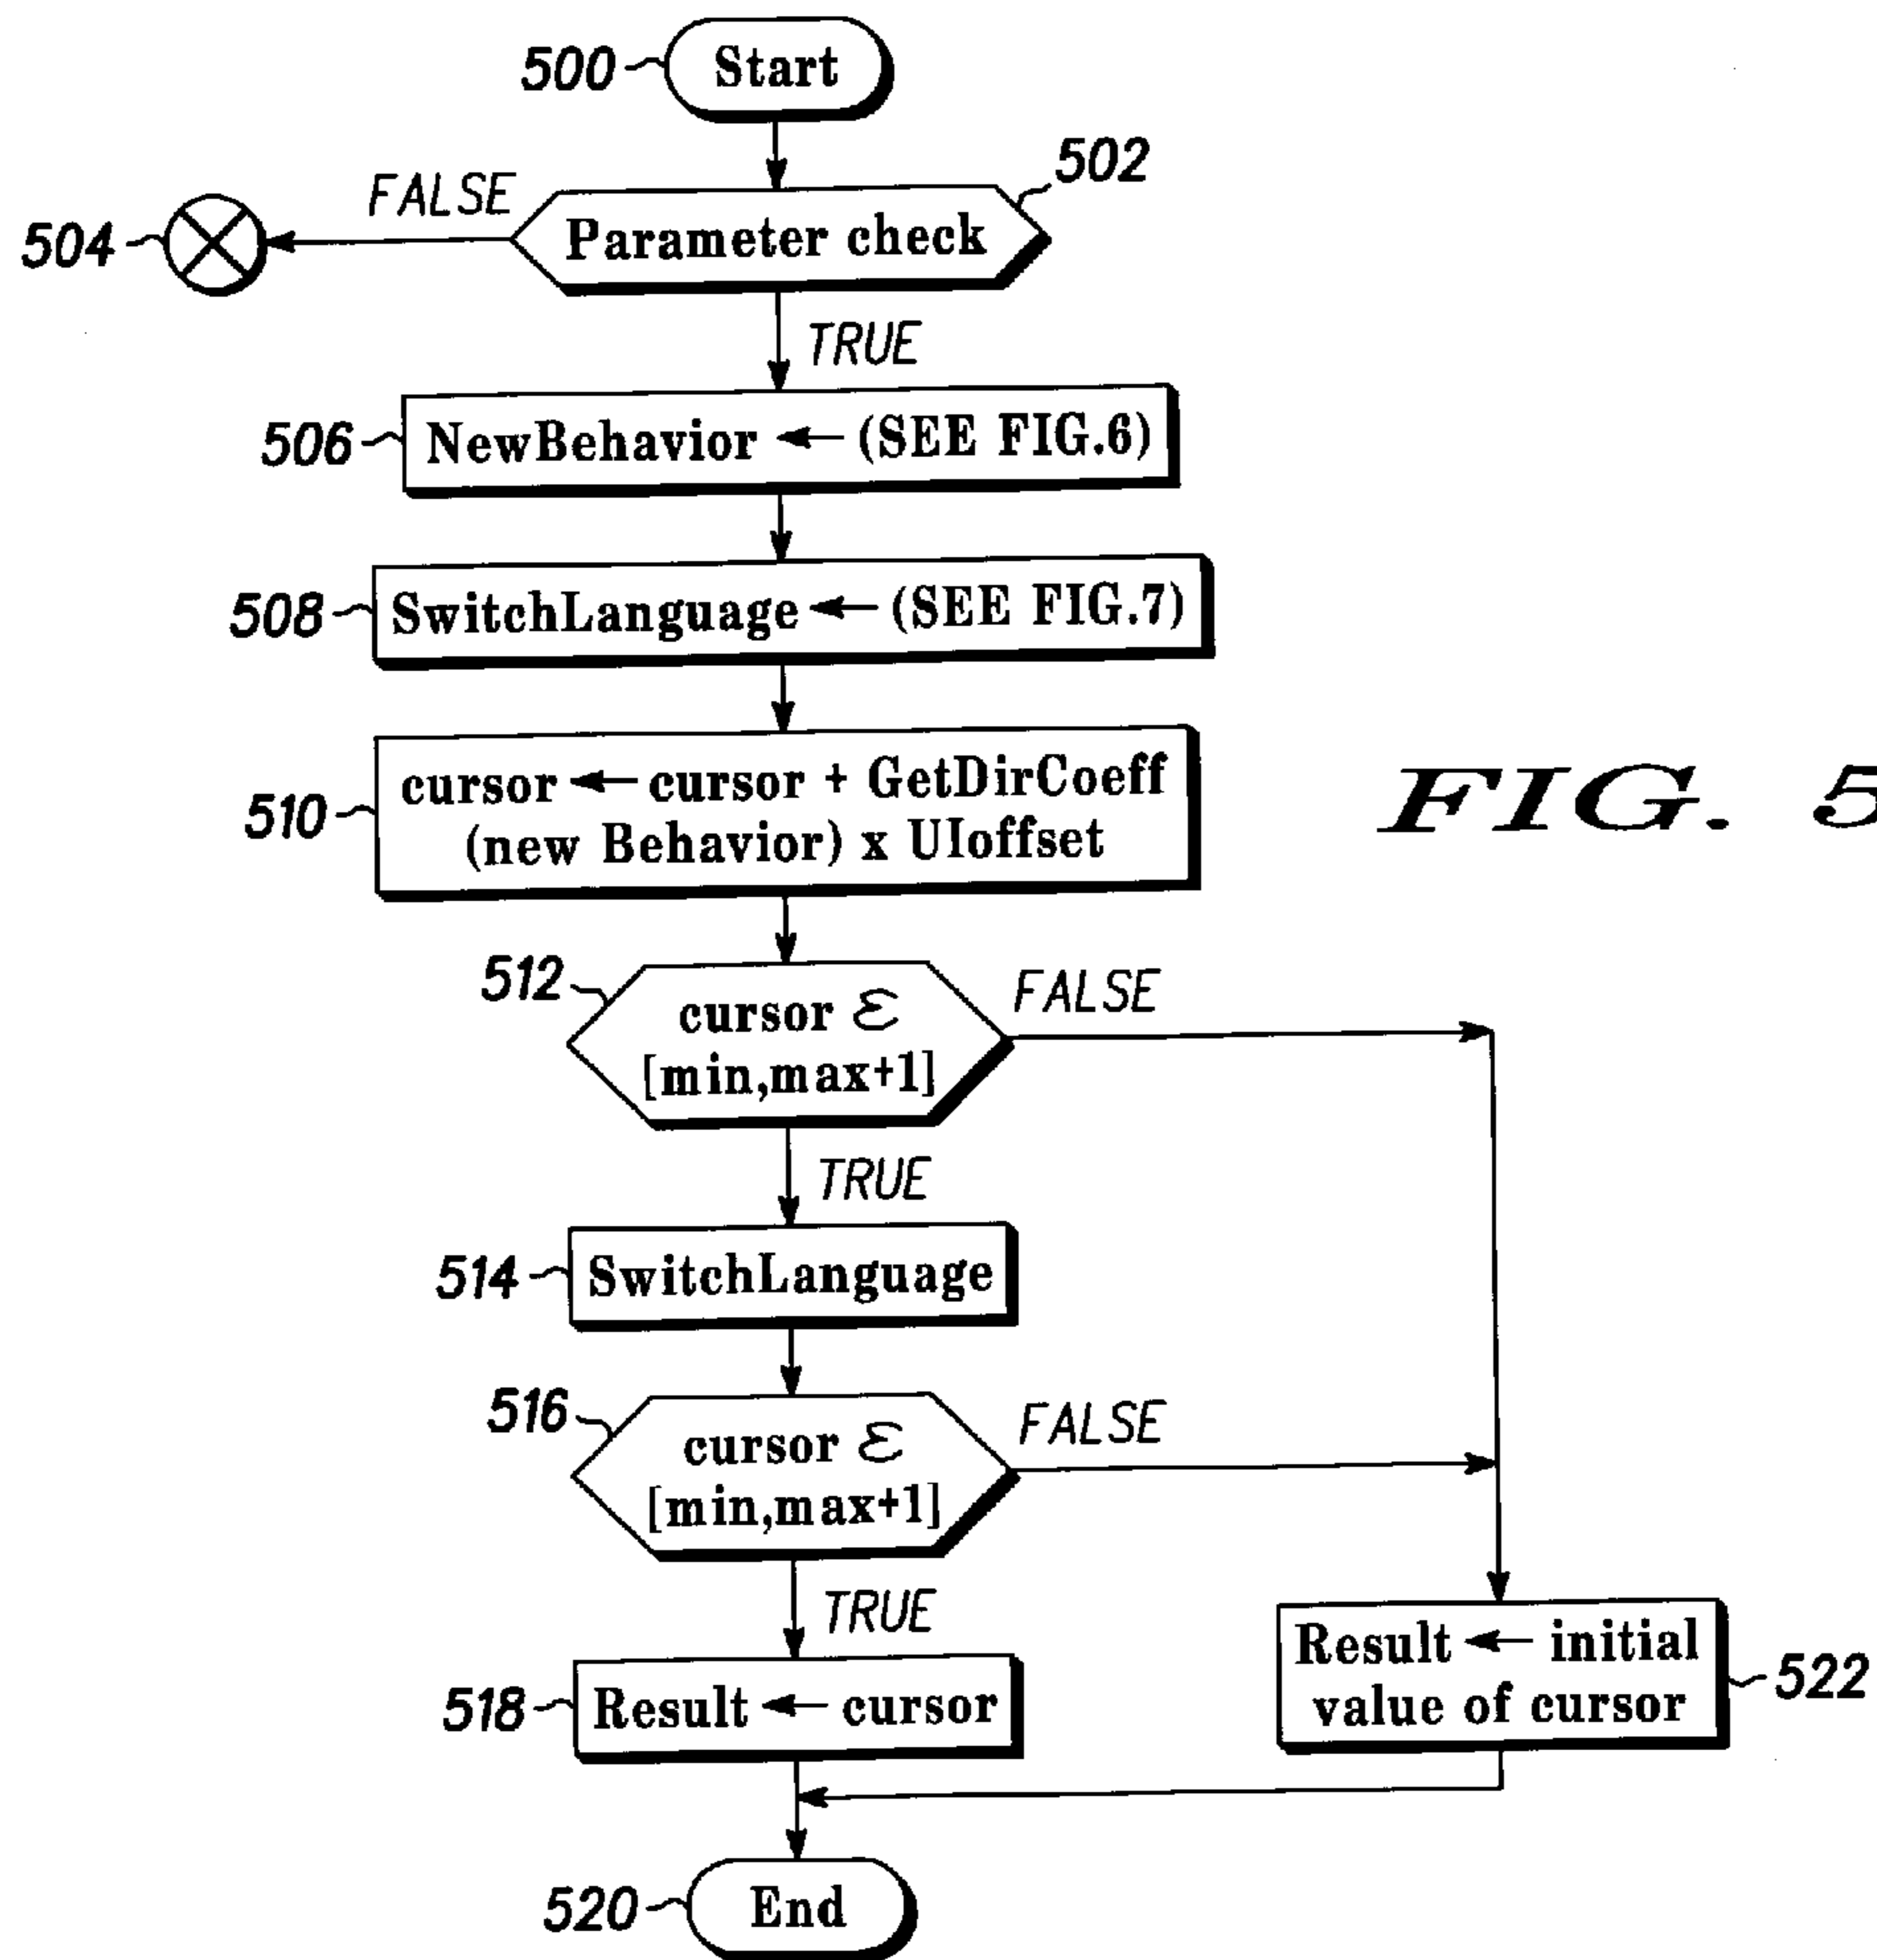 500
Start
502
FALSE
504
Parameter check
TRUE
506
NewBehavior ← (SEE FIG.6)
508
SwitchLanguage ← (SEE FIG.7)
510
cursor ← cursor + GetDirCoeff
(new Behavior) x UIoffset
FIG. 5
512
cursor ε
[min,max+1]
FALSE
TRUE
514
SwitchLanguage
516
cursor ε
[min,max+1]
FALSE
TRUE
518
Result ← cursor
Result ← initial
value of cursor
522
520
End